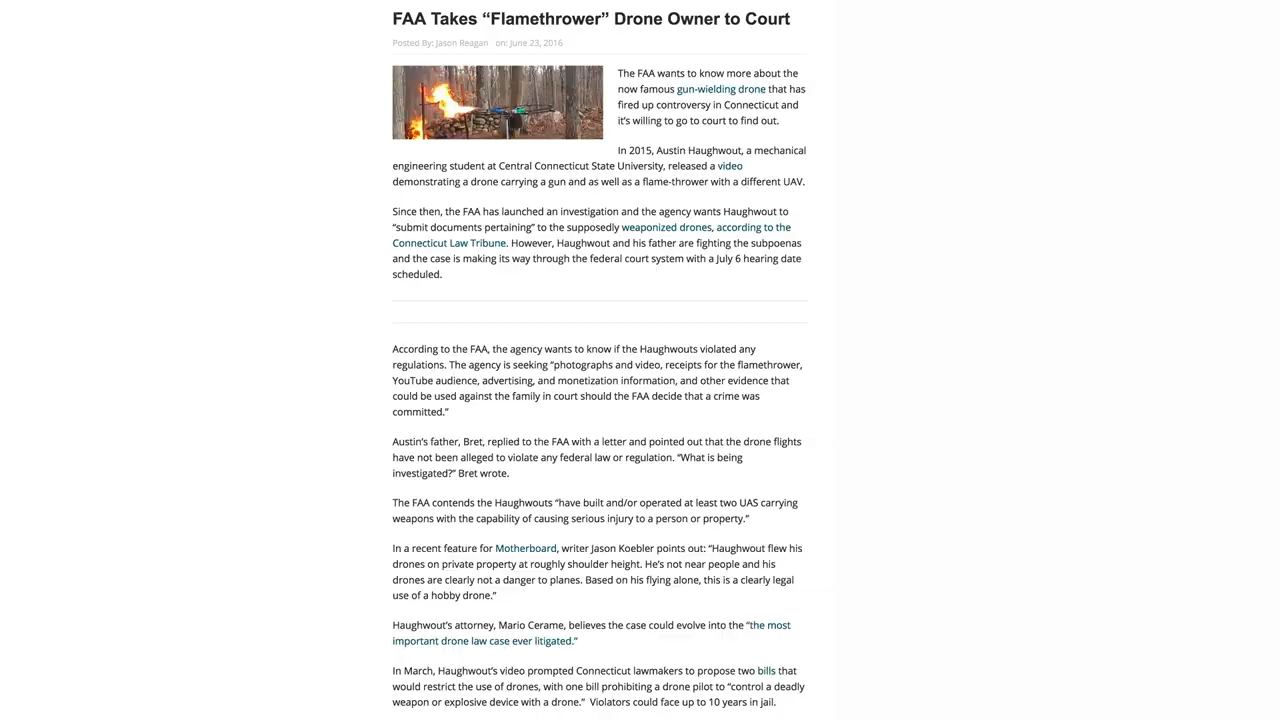 FAA Takes “Flamethrower” Drone Owner to Court
Posted By: Jason Reagan on: June 23, 2016
The FAA wants to know more about the
now famous gun-wielding drone that has
fired up controversy in Connecticut and
it’s willing to go to court to find out.
In 2015, Austin Haughwout, a mechanical
engineering student at Central Connecticut State University, released a video
demonstrating a drone carrying a gun and as well as a flame-thrower with a different UAV.
Since then, the FAA has launched an investigation and the agency wants Haughwout to
“submit documents pertaining” to the supposedly weaponized drones, according to the
Connecticut Law Tribune. However, Haughwout and his father are fighting the subpoenas
and the case is making its way through the federal court system with a July 6 hearing date
scheduled.
According to the FAA, the agency wants to know if the Haughwouts violated any
regulations. The agency is seeking “photographs and video, receipts for the flamethrower,
YouTube audience, advertising, and monetization information, and other evidence that
could be used against the family in court should the FAA decide that a crime was
committed.”
Austin’s father, Bret, replied to the FAA with a letter and pointed out that the drone flights
have not been alleged to violate any federal law or regulation. “What is being
investigated?” Bret wrote.
The FAA contends the Haughwouts “have built and/or operated at least two UAS carrying
weapons with the capability of causing serious injury to a person or property.”
In a recent feature for Motherboard, writer Jason Koebler points out: “Haughwout flew his
drones on private property at roughly shoulder height. He’s not near people and his
drones are clearly not a danger to planes. Based on his flying alone, this is a clearly legal
use of a hobby drone.”
Haughwout’s attorney, Mario Cerame, believes the case could evolve into the “the most
important drone law case ever litigated.”
In March, Haughwout’s video prompted Connecticut lawmakers to propose two bills that
would restrict the use of drones, with one bill prohibiting a drone pilot to “control a deadly
weapon or explosive device with a drone.” Violators could face up to 10 years in jail.